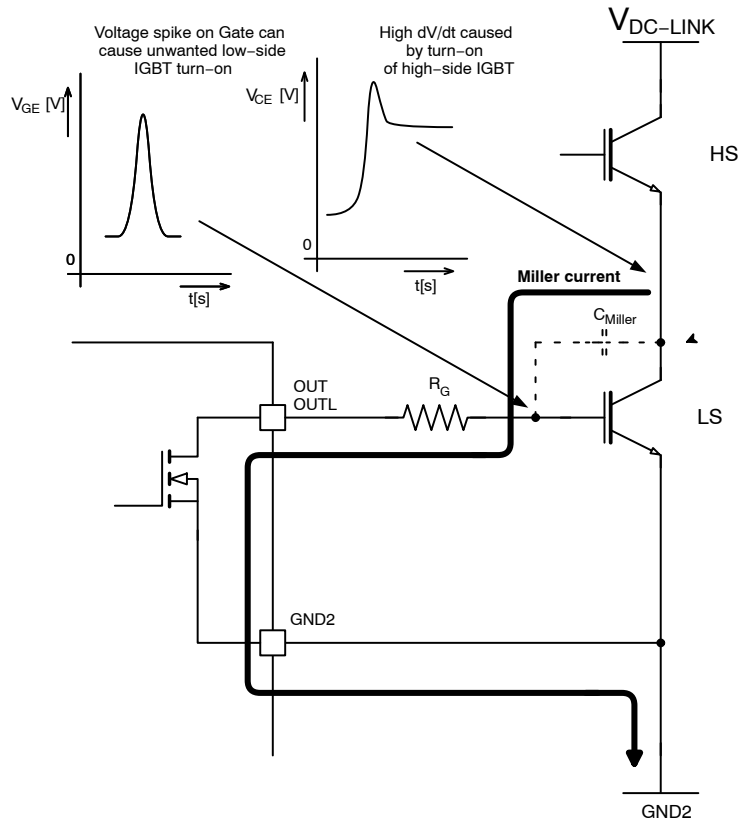 Voltage spike on Gate can
cause unwanted low-side
IGBT turn-on
High dV/dt caused
by turn-on
of high-side IGBT
VDC-LINK
VGE [V]
VCE [V]
HS
0
0
t[s]
t[s]
Miller current
CMiller
OUT
OUTL
RG
LS
GND2
GND2